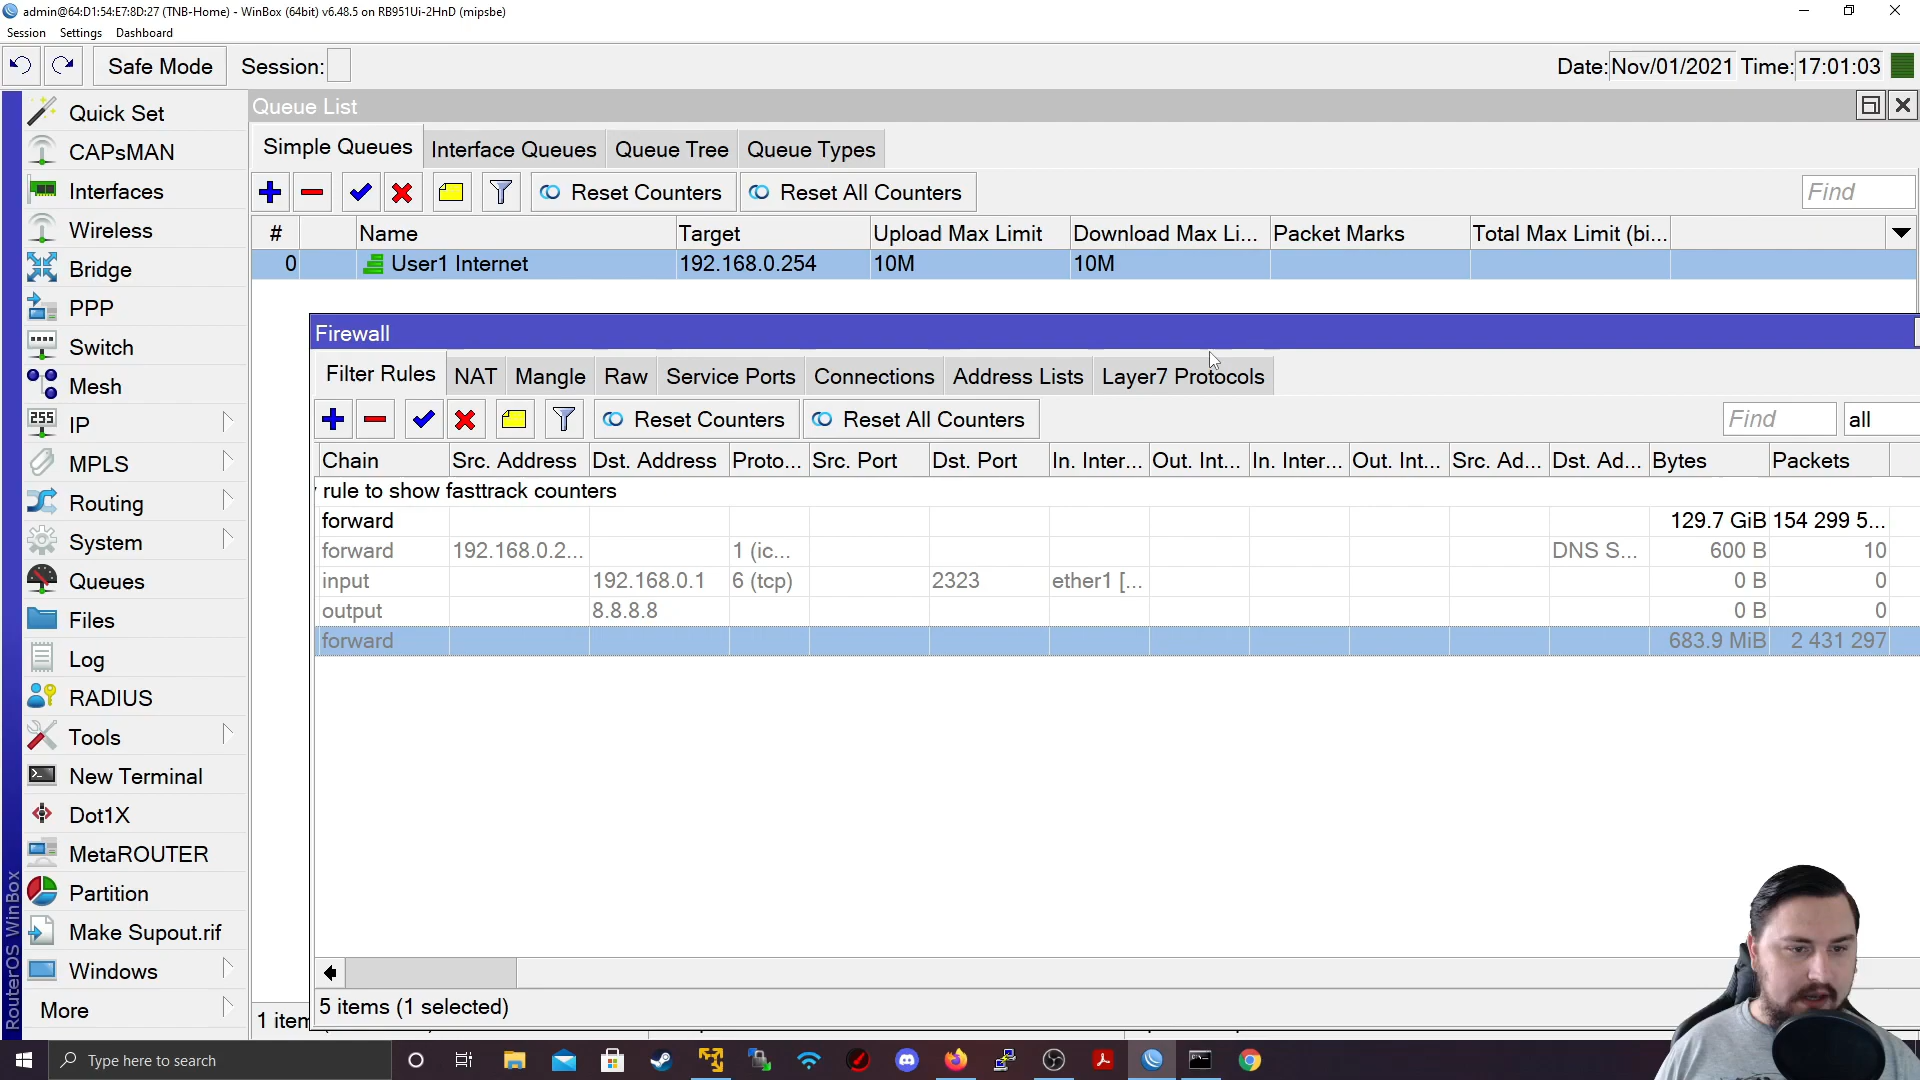 admin@64:D1:54:E7:8D:27 (TNB-Home) - WinBox (64bit) v6.48.5 on RB951Ui-2HnD (mipsbe)
Session Settings Dashboard
Safe Mode Session: Date: Nov/01/2021 Time: 17:01:03
Quick Set
CAPsMAN
Interfaces
Wireless
Bridge
PPP
Switch
Mesh
255
IP
MPLS
Routing
System
Queues
Files
Log
RADIUS
Tools
New Terminal
Dot1X
MetaROUTER
Partition
Make Supout.rif
Windows
More
RouterOS WinBox
Queue List
Simple Queues Interface Queues Queue Tree Queue Types
Reset Counters Reset All Counters Find
# Name Target Upload Max Limit Download Max Li... Packet Marks Total Max Limit (bi...
0 User1 Internet 192.168.0.254 10M 10M
Firewall
Filter Rules NAT Mangle Raw Service Ports Connections Address Lists Layer7 Protocols
Reset Counters Reset All Counters Find all
Chain Src. Address Dst. Address Proto... Src. Port Dst. Port In. Inter... Out. Int... In. Inter... Out. Int... Src. Ad... Dst. Ad... Bytes Packets
rule to show fasttrack counters
forward 129.7 GiB 154 299 5...
forward 192.168.0.2... 1 (ic... DNS S... 600 B 10
input 192.168.0.1 6 (tcp) 2323 ether1 [... 0 B 0
output 8.8.8.8 0 B 0
forward 683.9 MiB 2 431 297
5 items (1 selected)
1 item
Type here to search